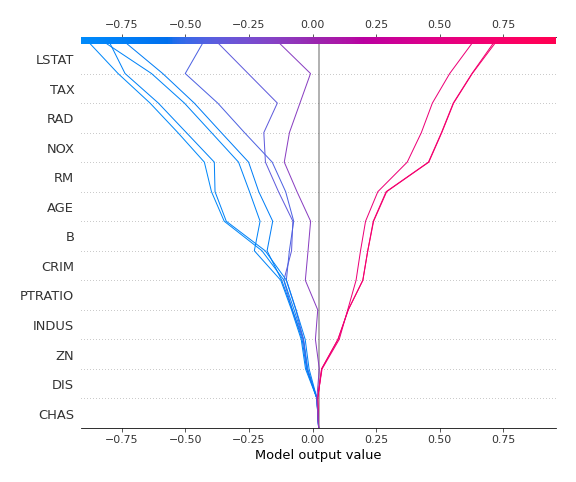 −0.75 −0.50 −0.25 0.00 0.25 0.50 0.75
LSTAT
TAX
RAD
NOX
RM
AGE
B
CRIM
PTRATIO
INDUS
ZN
DIS
CHAS
−0.75 −0.50 −0.25 0.00 0.25 0.50 0.75
Model output value